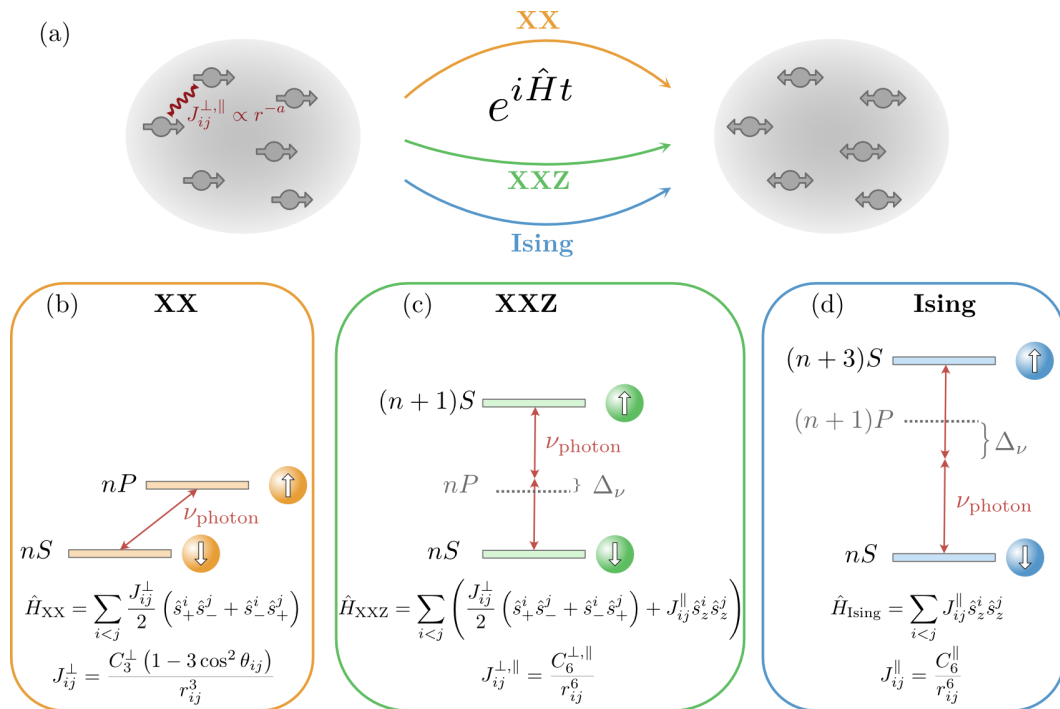 (a)
XX
$e^{i\hat{H}t}$
$J_{ij}^{\perp,\parallel} \propto r^{-a}$
XXZ
Ising
(b) XX
nP
$\nu_{\text{photon}}$
nS
$\hat{H}_{\text{XX}} = \sum_{i<j} \frac{J_{ij}^{\perp}}{2} \left( \hat{s}_+^i \hat{s}_-^j + \hat{s}_-^i \hat{s}_+^j \right)$
$J_{ij}^{\perp} = \frac{C_3^{\perp} \left(1 - 3\cos^2\theta_{ij}\right)}{r_{ij}^3}$
(c) XXZ
(n + 1)S
$\nu_{\text{photon}}$
nP $\Delta_\nu$
nS
$\hat{H}_{\text{XXZ}} = \sum_{i<j} \left( \frac{J_{ij}^{\perp}}{2} \left( \hat{s}_+^i \hat{s}_-^j + \hat{s}_-^i \hat{s}_+^j \right) + J_{ij}^{\parallel} \hat{s}_z^i \hat{s}_z^j \right)$
$J_{ij}^{\perp,\parallel} = \frac{C_6^{\perp,\parallel}}{r_{ij}^6}$
(d) Ising
(n + 3)S
(n + 1)P
$\Delta_\nu$
$\nu_{\text{photon}}$
nS
$\hat{H}_{\text{Ising}} = \sum_{i<j} J_{ij}^{\parallel} \hat{s}_z^i \hat{s}_z^j$
$J_{ij}^{\parallel} = \frac{C_6^{\parallel}}{r_{ij}^6}$